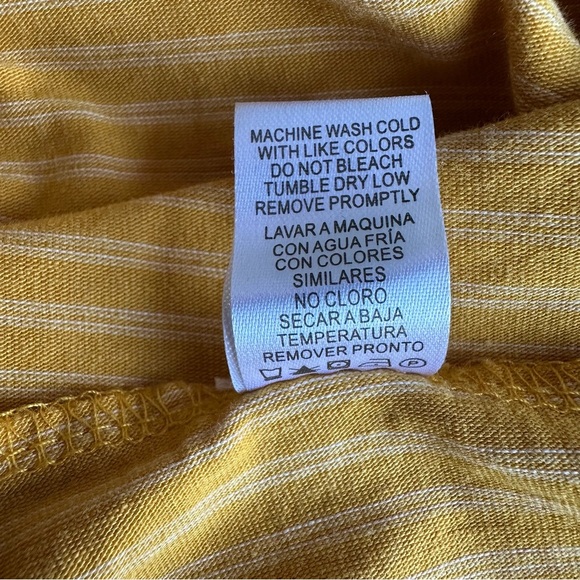 MACHINE WASH COLD
WITH LIKE COLORS
DO NOT BLEACH
TUMBLE DRY LOW
REMOVE PROMPTLY
LAVAR A MAQUINA
CON AGUA FRÍA
CON COLORES
SIMILARES
NO CLORO
SECAR A BAJA
TEMPERATURA
REMOVER PRONTO
P